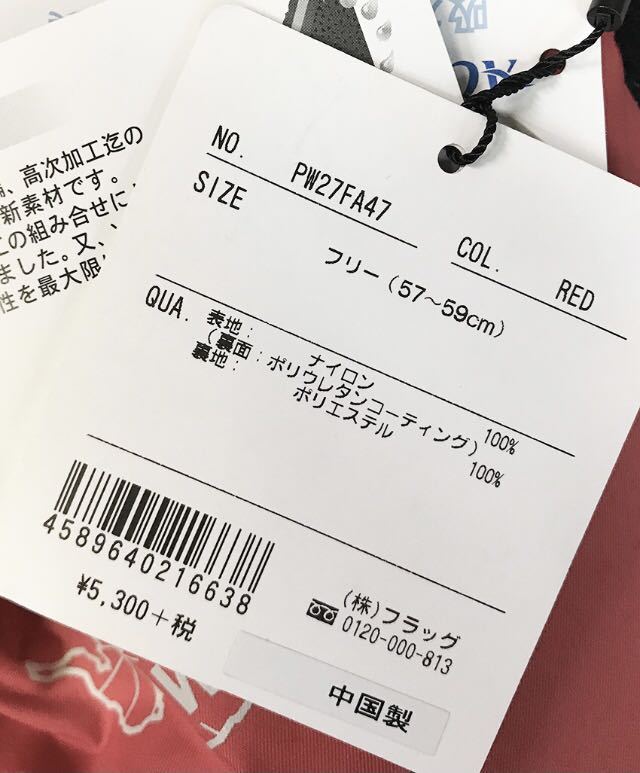 高次加工迄の
新素材です。
の組み合せに
ました。又、
性を最大限
NO. PW27FA47
COL. RED
SIZE
フリー(57~59cm)
QUA. 表地: ナイロン 100%
(裏面:ポリウレタンコーティング)
裏地: ポリエステル 100%
4589640216638
¥5,300+税
(株)フラッグ
0120-000-813
中国製